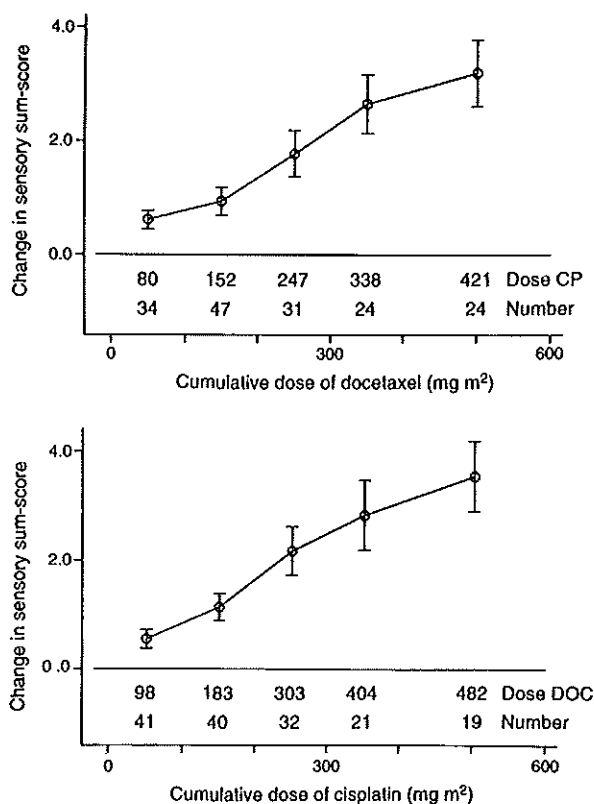 4.0
2.0
0.0
Change in sensory sum-score
80 152 247 338 421 Dose CP
34 47 31 24 24 Number
0 300 600
Cumulative dose of docetaxel (mg m²)
4.0
2.0
0.0
Change in sensory sum-score
98 183 303 404 482 Dose DOC
41 40 32 21 19 Number
0 300 600
Cumulative dose of cisplatin (mg m²)